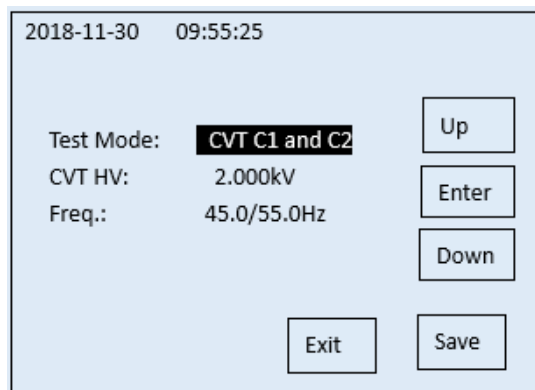 2018-11-30 09:55:25
Up
Test Mode: CVT C1 and C2
CVT HV: 2.000kV
Enter
Freq.: 45.0/55.0Hz
Down
Exit
Save